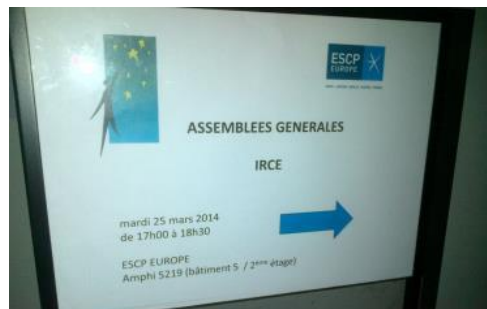 ESCP
EUROPE
ASSEMBLEES GENERALES
IRCE
mardi 25 mars 2014
de 17h00 à 18h30
ESCP EUROPE
Amphi 5219 (bâtiment 5 / 2ème étage)